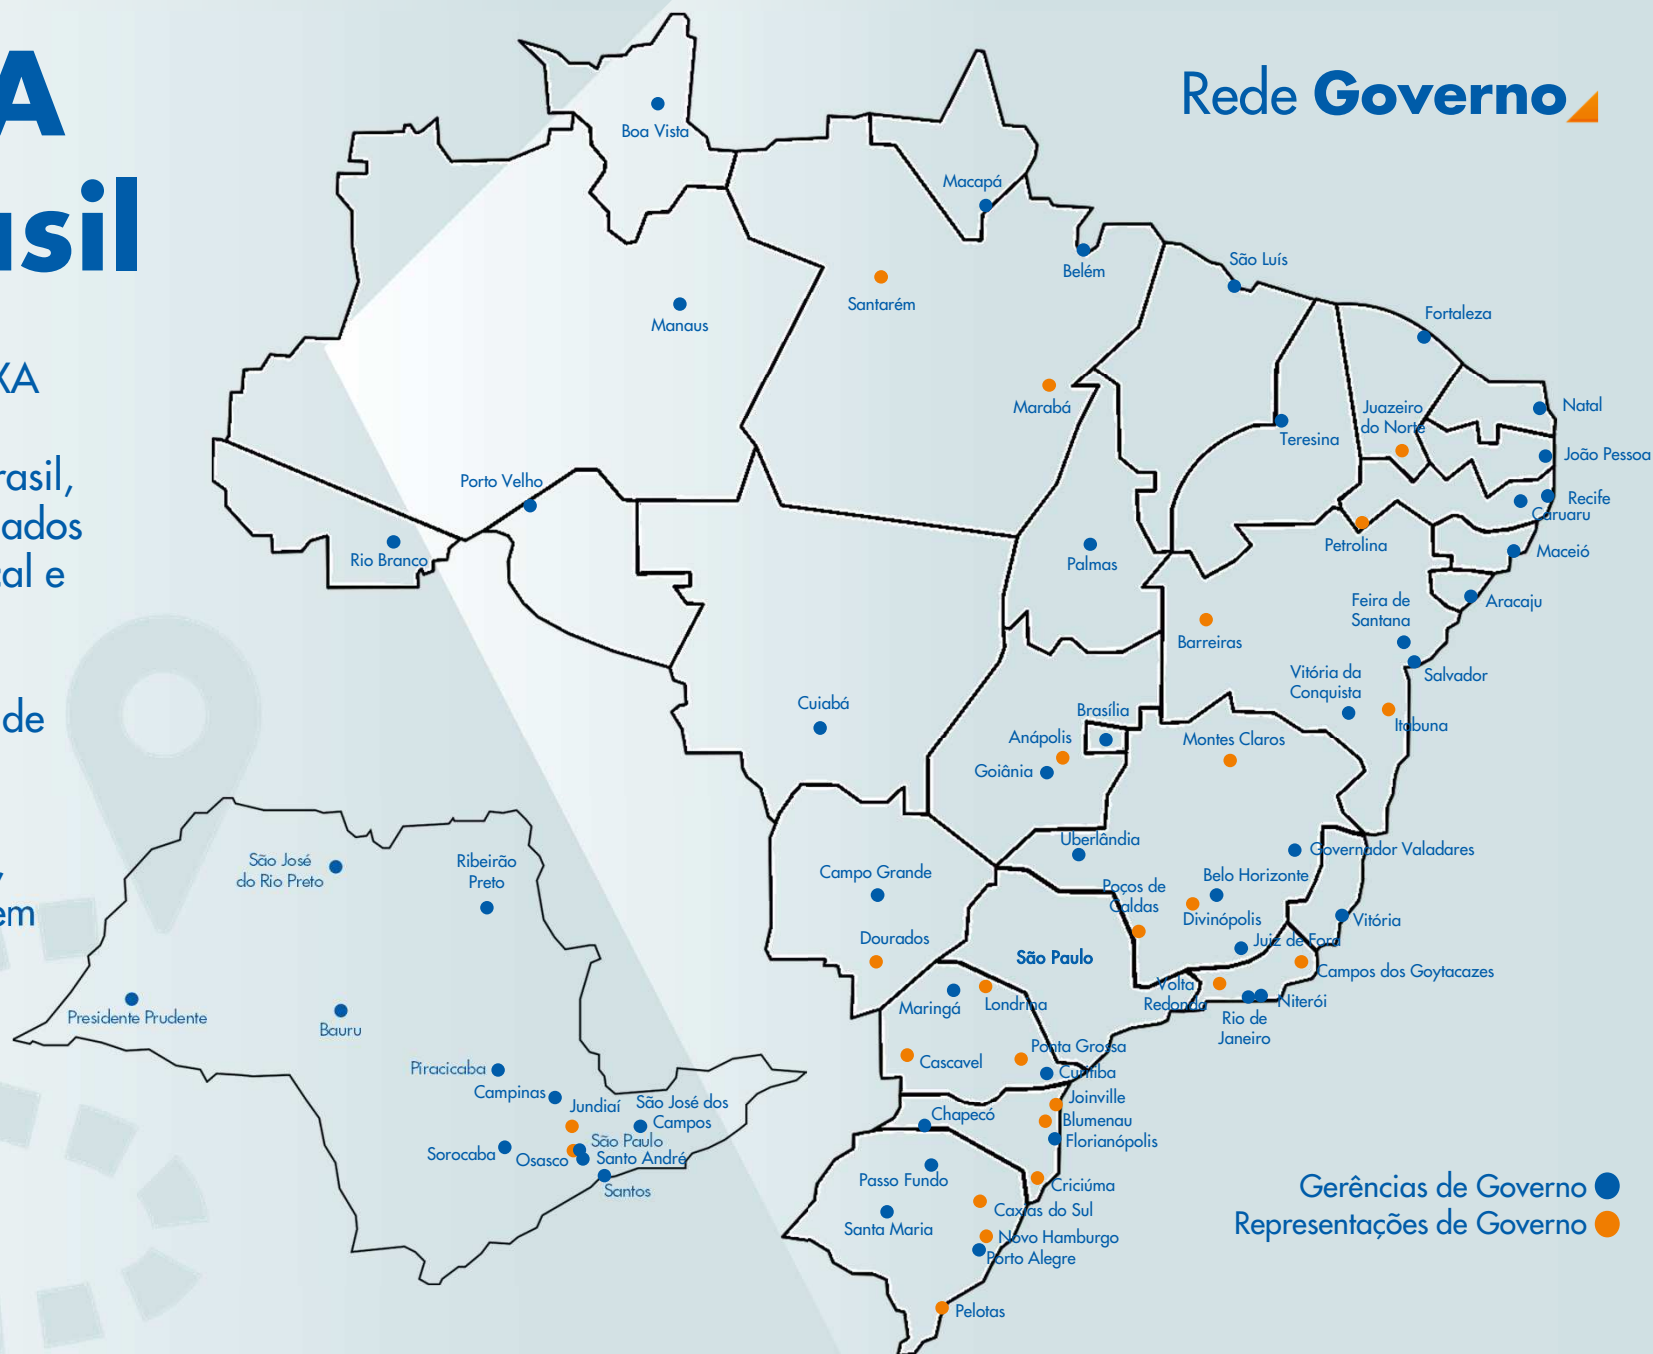 A
asil
XA
rasil,
ados
tal e
de
em
Rede Governo
Boa Vista
Macapá
Belém
São Luís
Santarém
Manaus
Fortaleza
Marabá
Juazeiro
do Norte
Natal
Teresina
João Pessoa
Porto Velho
Recife
Caruaru
Petrolina
Maceió
Rio Branco
Palmas
Feira de
Santana
Aracaju
Barreiras
Vitória da
Conquista
Salvador
Cuiabá
Brasília
Itabuna
Anápolis
Montes Claros
Goiânia
Uberlândia
Governador Valadares
Campo Grande
Poços de
Caldas
Belo Horizonte
Divinópolis
Vitória
Dourados
São Paulo
Juiz de Ford
Campos dos Goytacazes
Volta
Redonda
Niterói
Rio de
Janeiro
Maringá
Londrina
Cascavel
Ponta Grossa
Curitiba
Joinville
Blumenau
Florianópolis
Chapecó
Criciúma
Passo Fundo
Caxias do Sul
Santa Maria
Novo Hamburgo
Porto Alegre
Pelotas
São José
do Rio Preto
Ribeirão
Preto
Presidente Prudente
Bauru
Piracicaba
Campinas
Jundiaí
São José dos
Campos
Sorocaba
Osasco
São Paulo
Santo André
Santos
Gerências de Governo
Representações de Governo